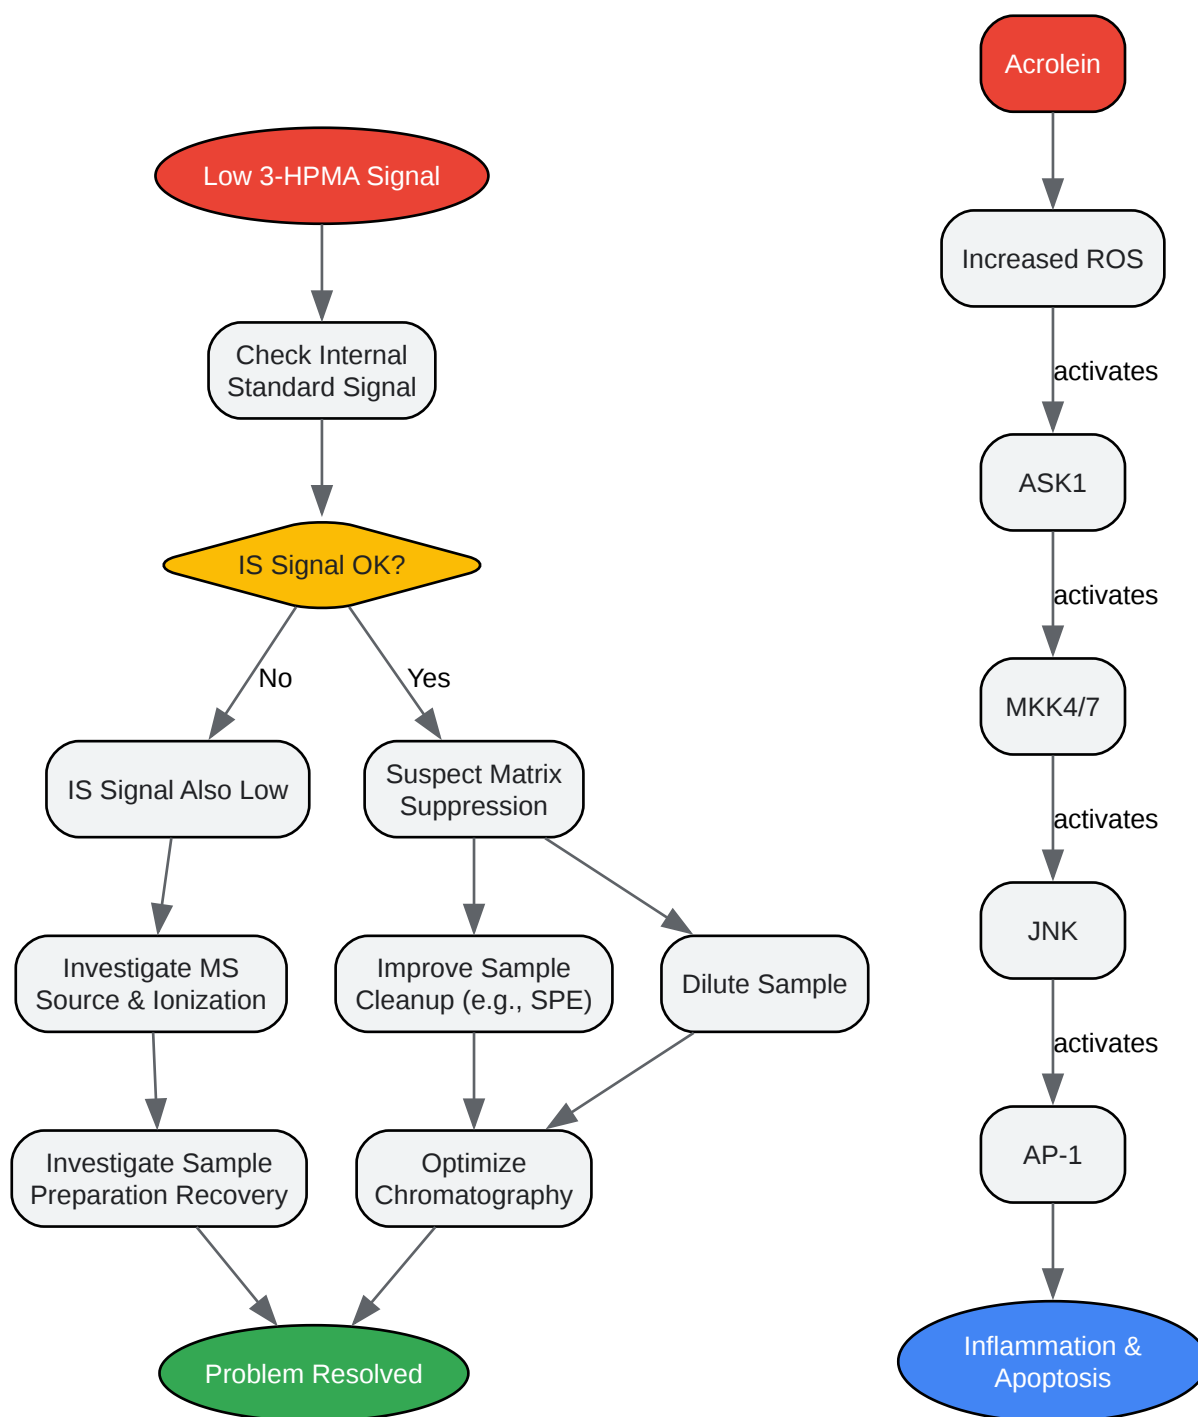 Low 3-HPMA Signal
Check Internal
Standard Signal
IS Signal OK?
No
Yes
IS Signal Also Low
Suspect Matrix
Suppression
Investigate MS
Source & Ionization
Improve Sample
Cleanup (e.g., SPE)
Dilute Sample
Investigate Sample
Preparation Recovery
Optimize
Chromatography
Problem Resolved
Acrolein
Increased ROS
activates
ASK1
activates
MKK4/7
activates
JNK
activates
AP-1
Inflammation &
Apoptosis